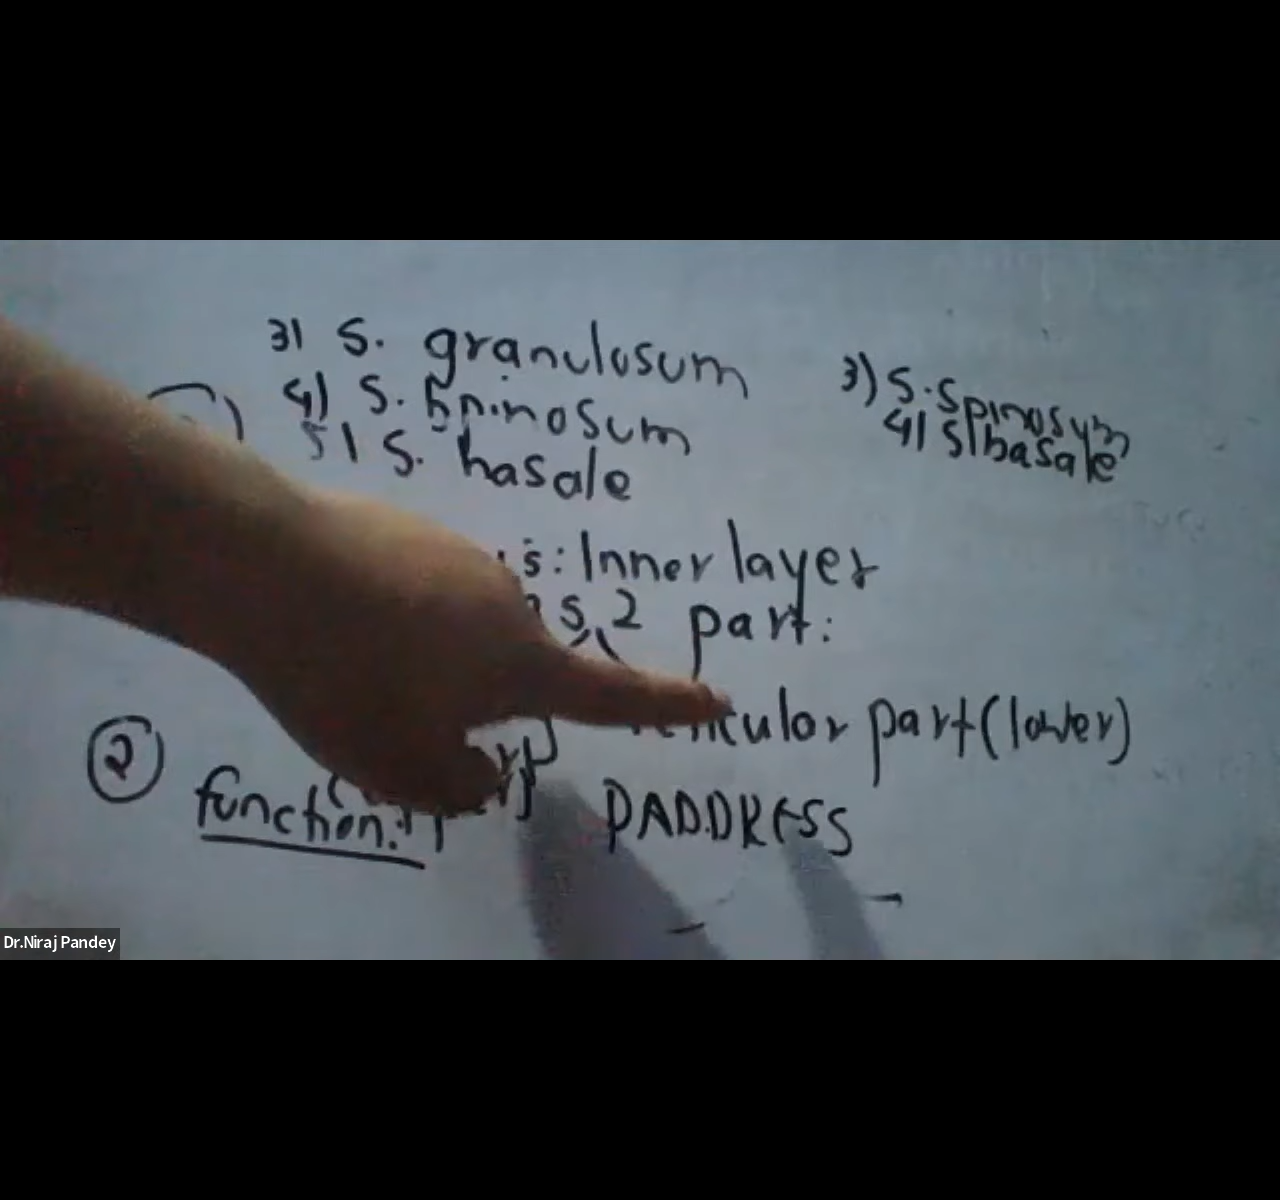 3) S. granulosum
4) S. spinosum
5) S. basale
3) S. Spinosum
4) S basale
s: Inner layer
s 2 part:
cular part (lower)
2
function:
PADDRESS
Dr.Niraj Pandey